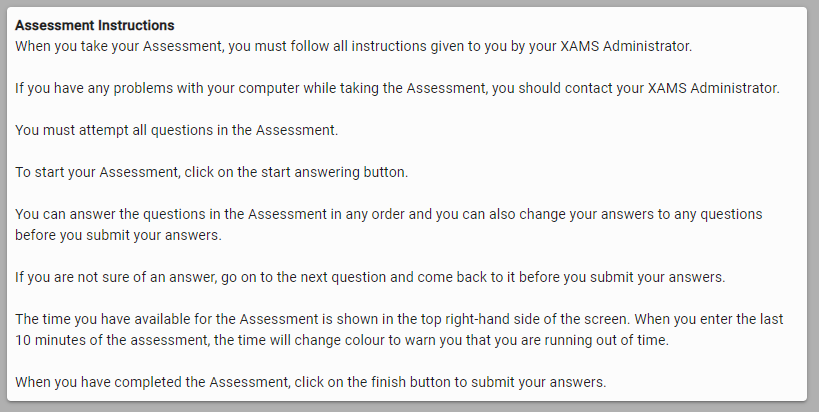 Assessment Instructions
When you take your Assessment, you must follow all instructions given to you by your XAMS Administrator.
If you have any problems with your computer while taking the Assessment, you should contact your XAMS Administrator.
You must attempt all questions in the Assessment.
To start your Assessment, click on the start answering button.
You can answer the questions in the Assessment in any order and you can also change your answers to any questions
before you submit your answers.
If you are not sure of an answer, go on to the next question and come back to it before you submit your answers.
The time you have available for the Assessment is shown in the top right-hand side of the screen. When you enter the last
10 minutes of the assessment, the time will change colour to warn you that you are running out of time.
When you have completed the Assessment, click on the finish button to submit your answers.